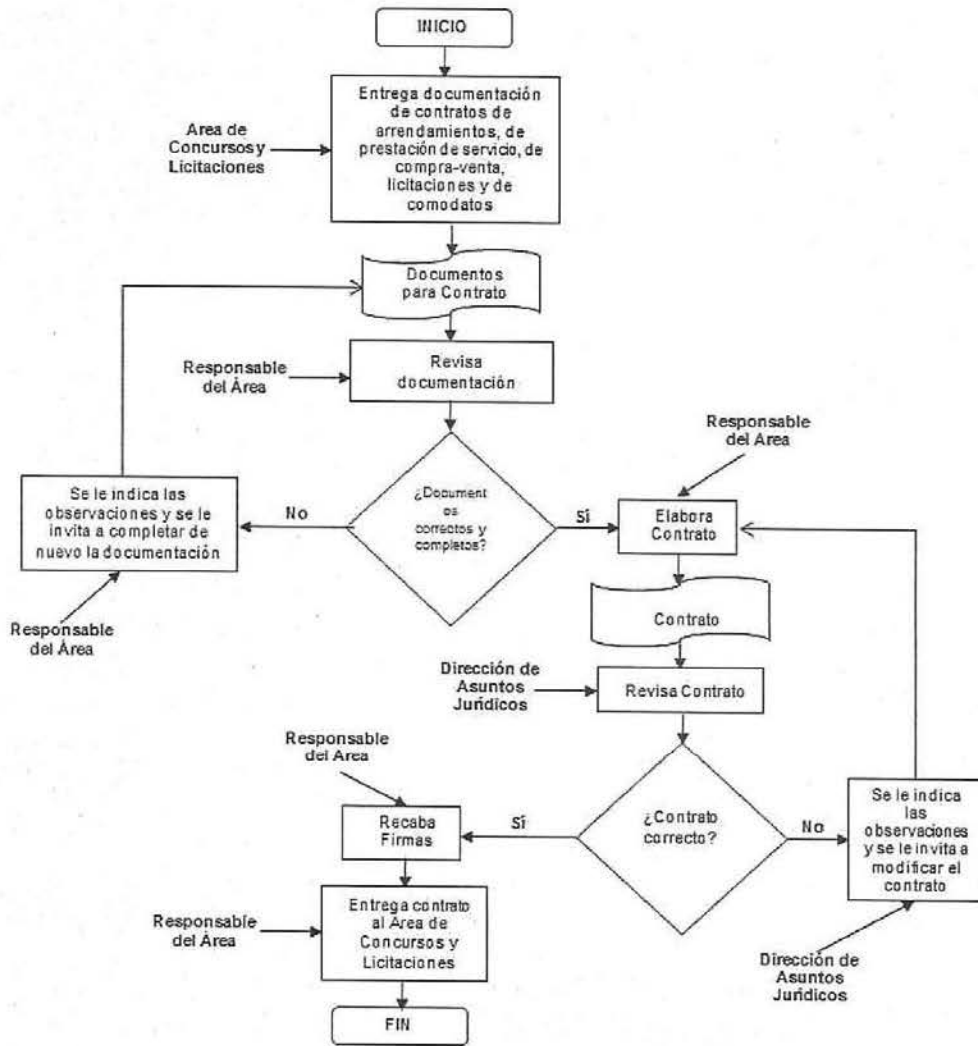 INICIO
Entrega documentación
de contratos de
arrendamientos, de
prestación de servicio, de
compra-venta,
licitaciones y de
comodatos
Area de
Concursos y
Licitaciones
Documentos
para Contrato
Responsable
del Área
Revisa
documentación
¿Document
os
correctos y
completos?
No
Se le indica las
observaciones y se le
invita a completar de
nuevo la documentación
Responsable
del Área
Sí
Responsable
del Area
Elabora
Contrato
Contrato
Dirección de
Asuntos
Jurídicos
Revisa Contrato
¿Contrato
correcto?
No
Se le indica
las
observaciones
y se le invita a
modificar el
contrato
Dirección de
Asuntos
Jurídicos
Sí
Responsable
del Area
Recaba
Firmas
Responsable
del Área
Entrega contrato
al Area de
Concursos y
Licitaciones
FIN